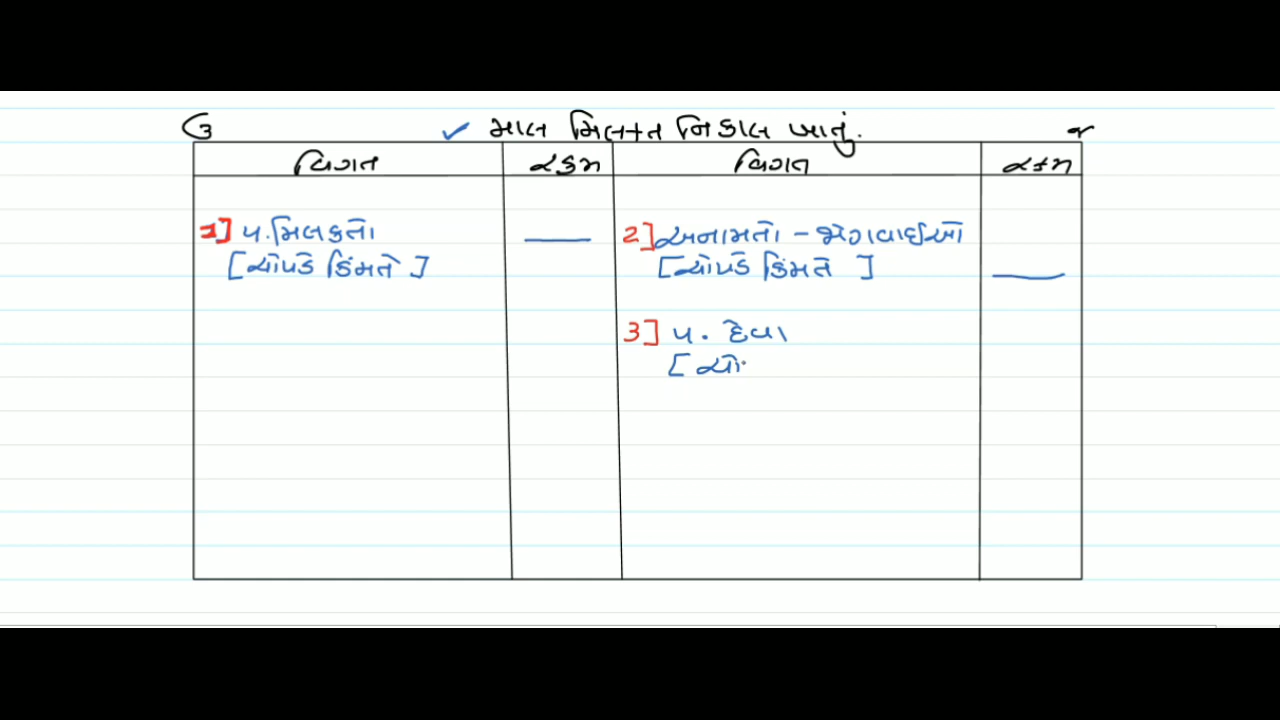 ઉ માલ મિલકત નિકાલ ખાતું. જ
વિગત રકમ વિગત રકમ
1] પ. મિલકતો
[ચોપડે કિંમતે]
2] અનામતો - જોગવાઈઓ
[ચોપડે કિંમતે]
3] પ. દેવા
[ચો